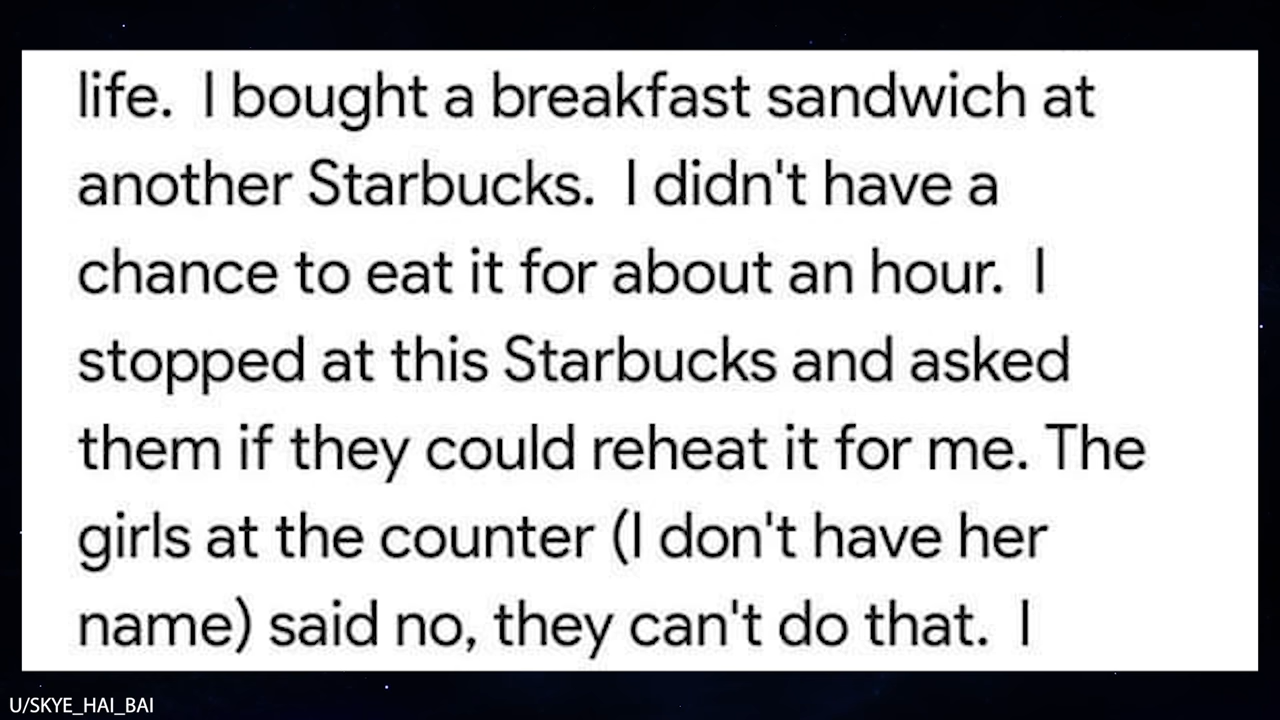 life.  I bought a breakfast sandwich at
another Starbucks.  I didn't have a
chance to eat it for about an hour.  I
stopped at this Starbucks and asked
them if they could reheat it for me. The
girls at the counter (I don't have her
name) said no, they can't do that.  I
U/SKYE_HAI_BAI